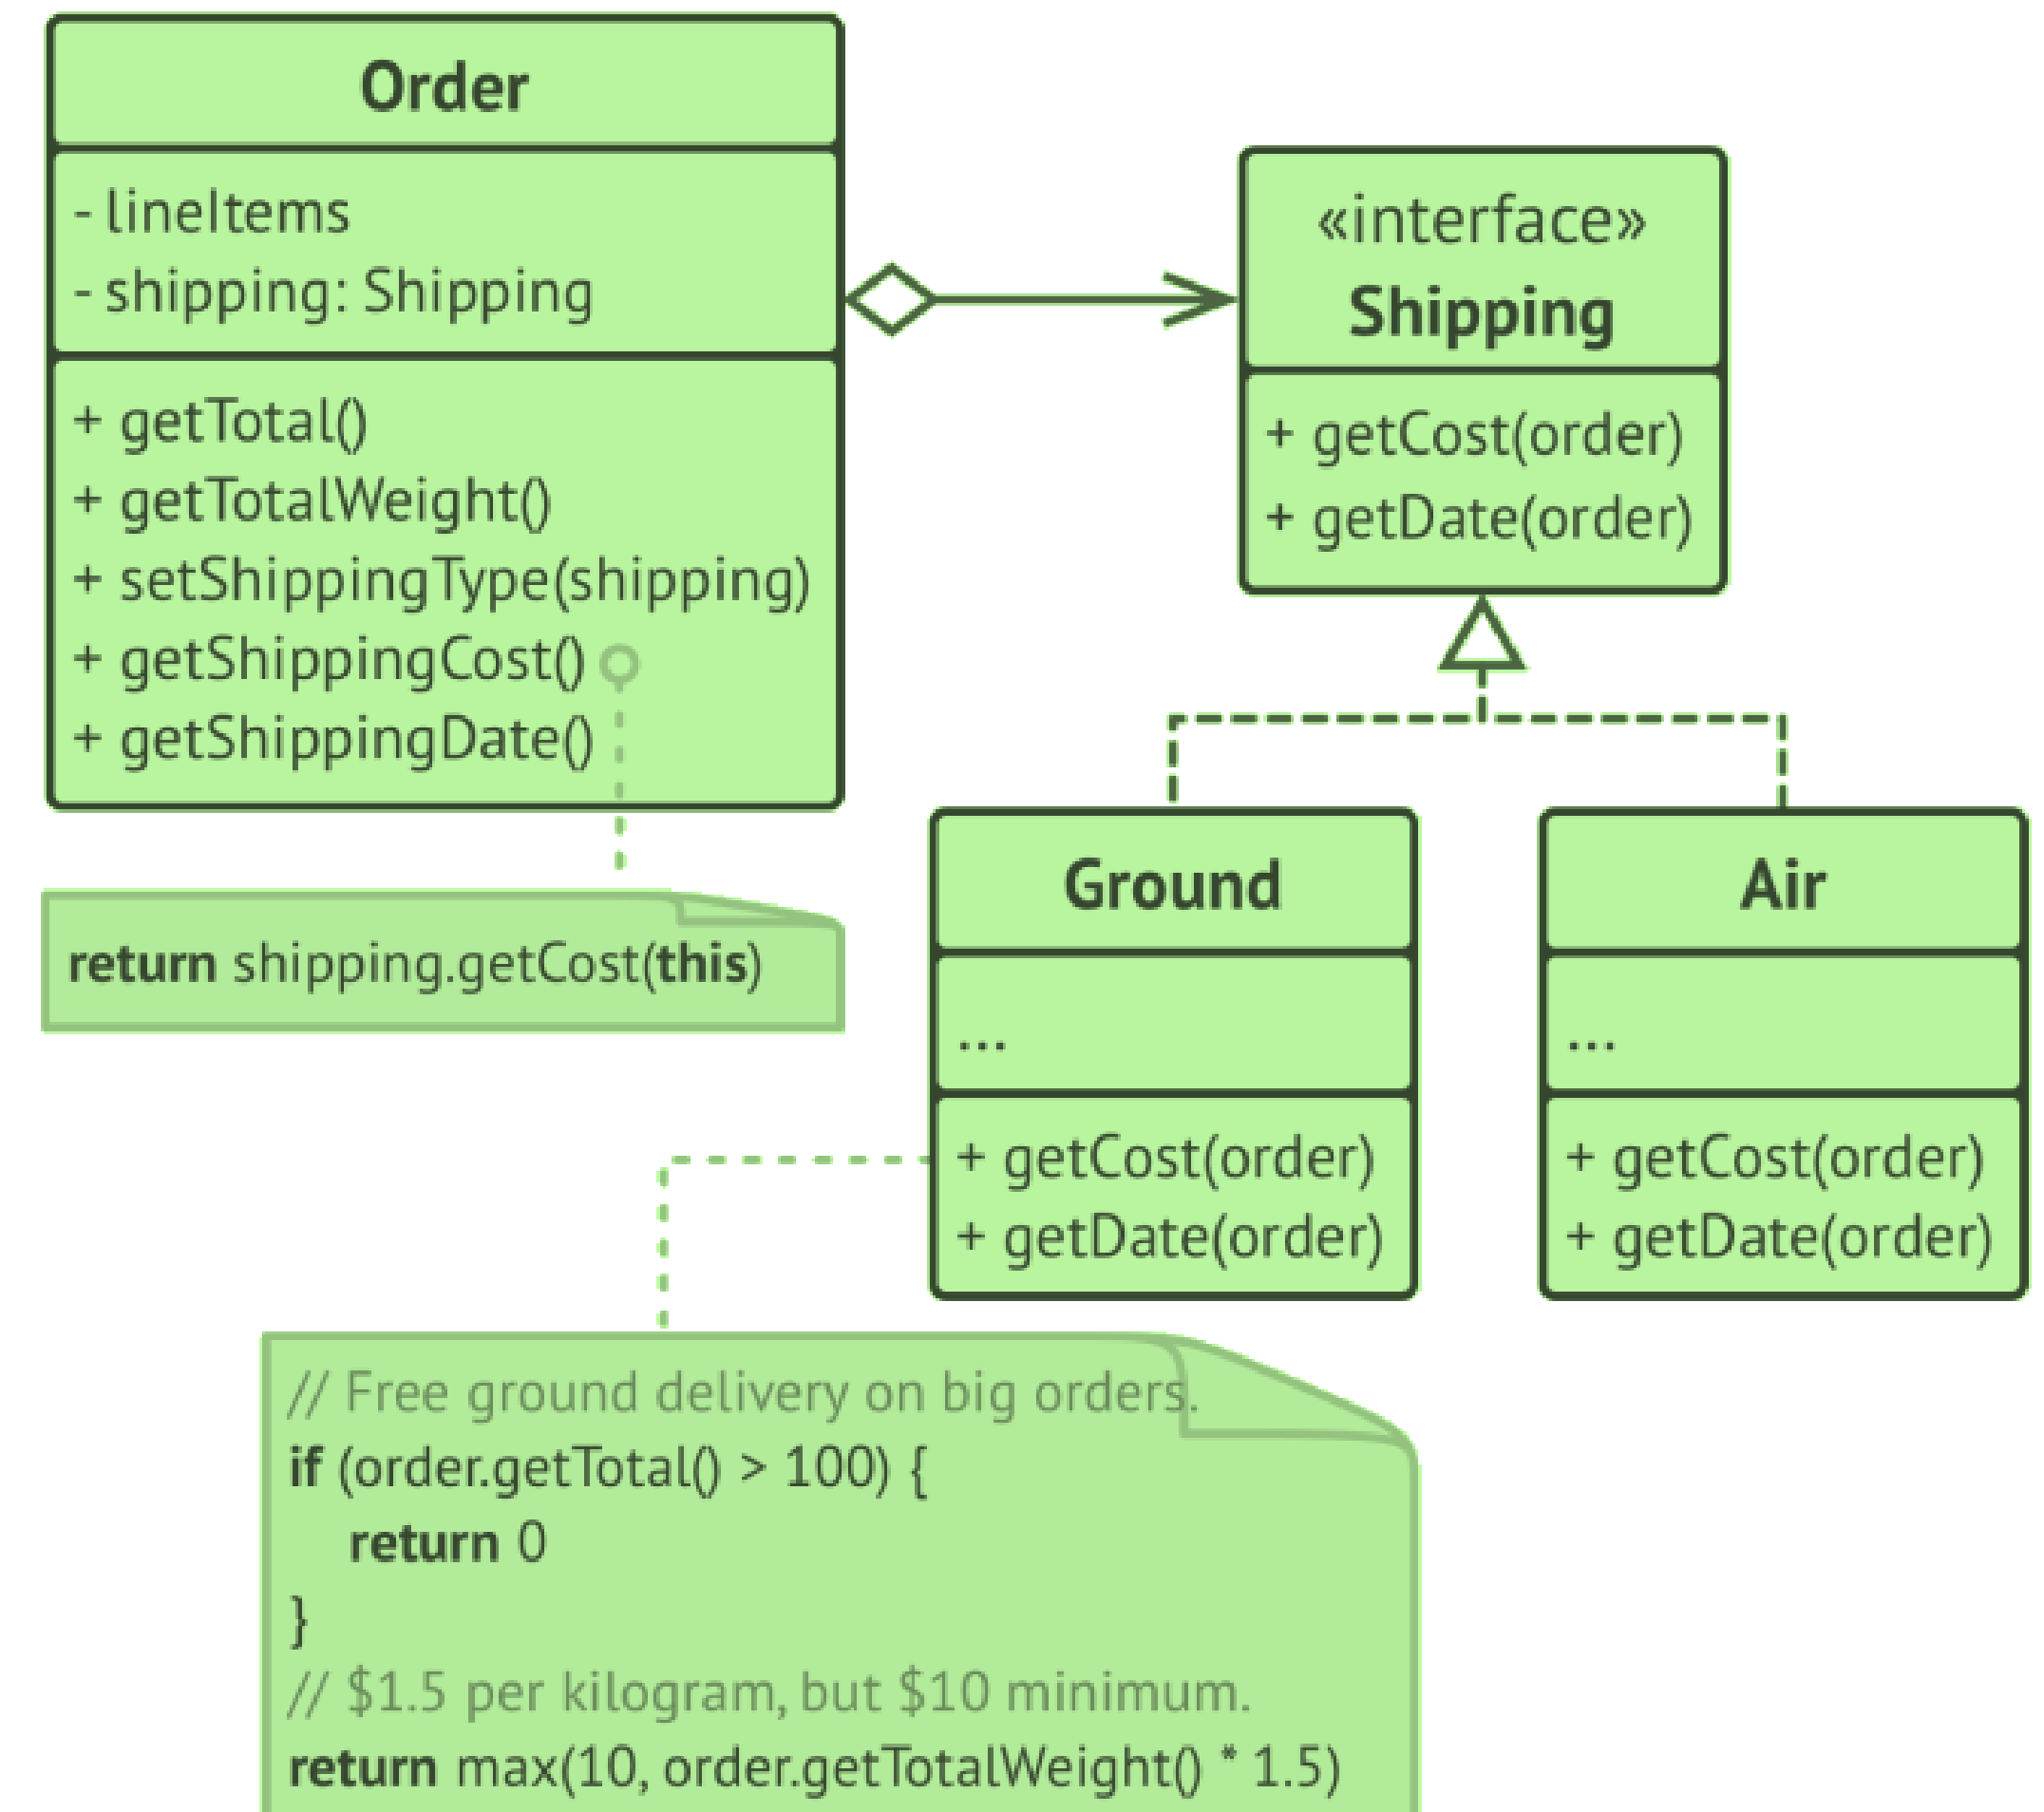 Order
- lineItems
- shipping: Shipping
+ getTotal()
+ getTotalWeight()
+ setShippingType(shipping)
+ getShippingCost()
+ getShippingDate()
return shipping.getCost(this)
«interface»
Shipping
+ getCost(order)
+ getDate(order)
Ground
...
+ getCost(order)
+ getDate(order)
Air
...
+ getCost(order)
+ getDate(order)
// Free ground delivery on big orders.
if (order.getTotal() > 100) {
return 0
}
// $1.5 per kilogram, but $10 minimum.
return max(10, order.getTotalWeight() * 1.5)